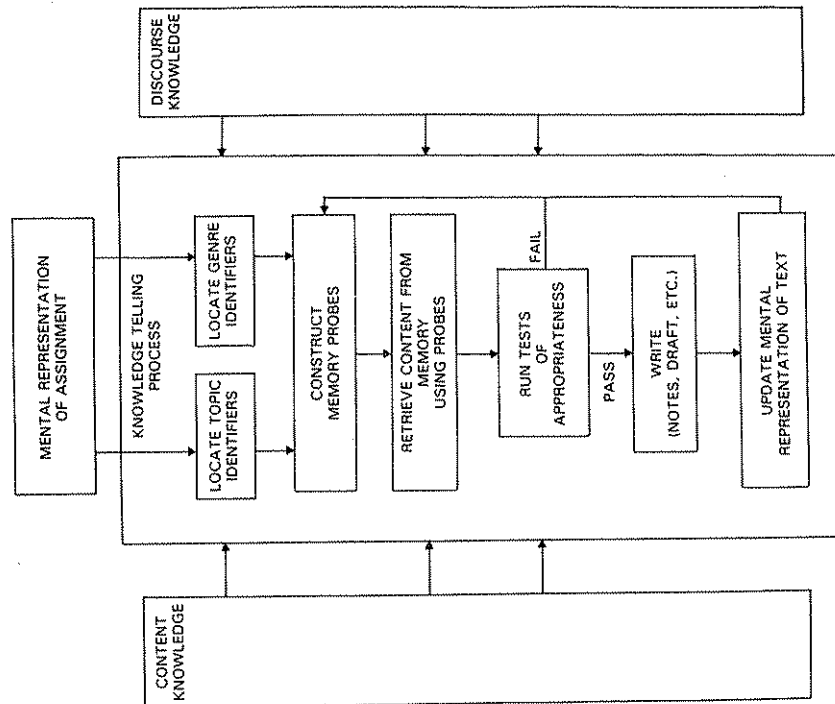 MENTAL REPRESENTATION
OF ASSIGNMENT
CONTENT
KNOWLEDGE
KNOWLEDGE TELLING
PROCESS
DISCOURSE
KNOWLEDGE
LOCATE TOPIC
IDENTIFIERS
LOCATE GENRE
IDENTIFIERS
CONSTRUCT
MEMORY PROBES
RETRIEVE CONTENT FROM
MEMORY
USING PROBES
RUN TESTS
OF
APPROPRIATENESS
FAIL
PASS
WRITE
(NOTES, DRAFT, ETC.)
UPDATE MENTAL
REPRESENTATION OF TEXT